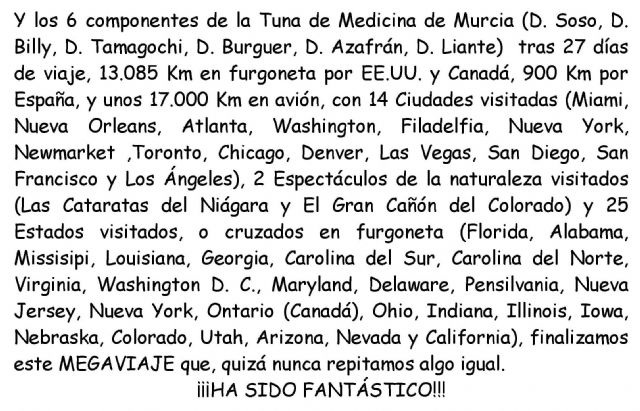 Y los 6 componentes de la Tuna de Medicina de Murcia (D. Soso, D.
Billy, D. Tamagochi, D. Burguer, D. Azafrán, D. Liante) tras 27 días
de viaje, 13.085 Km en furgoneta por EE.UU. y Canadá, 900 Km por
España, y unos 17.000 Km en avión, con 14 Ciudades visitadas (Miami,
Nueva Orleans, Atlanta, Washington, Filadelfia, Nueva York,
Newmarket ,Toronto, Chicago, Denver, Las Vegas, San Diego, San
Francisco y Los Ángeles), 2 Espectáculos de la naturaleza visitados
(Las Cataratas del Niágara y El Gran Cañón del Colorado) y 25
Estados visitados, o cruzados en furgoneta (Florida, Alabama,
Missisipi, Louisiana, Georgia, Carolina del Sur, Carolina del Norte,
Virginia, Washington D. C., Maryland, Delaware, Pensilvania, Nueva
Jersey, Nueva York, Ontario (Canadá), Ohio, Indiana, Illinois, Iowa,
Nebraska, Colorado, Utah, Arizona, Nevada y California), finalizamos
este MEGAVIAJE que, quizá nunca repitamos algo igual.
¡¡¡HA SIDO FANTÁSTICO!!!